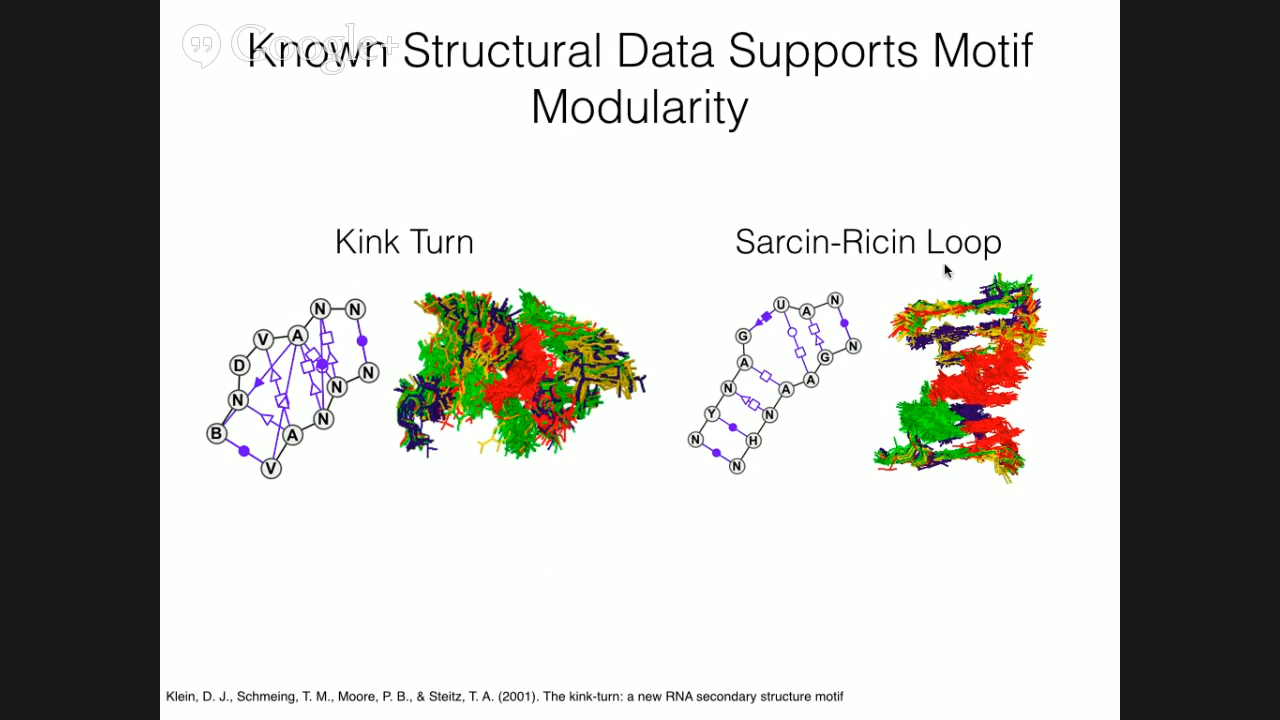 Google+
Known Structural Data Supports Motif
Modularity
Kink Turn
Sarcin-Ricin Loop
N N
V A
D
N
N
N
B
N
A
V
U A N
G
N
G
A
A
N
A
Y
N
N
H
N
Klein, D. J., Schmeing, T. M., Moore, P. B., & Steitz, T. A. (2001). The kink-turn: a new RNA secondary structure motif